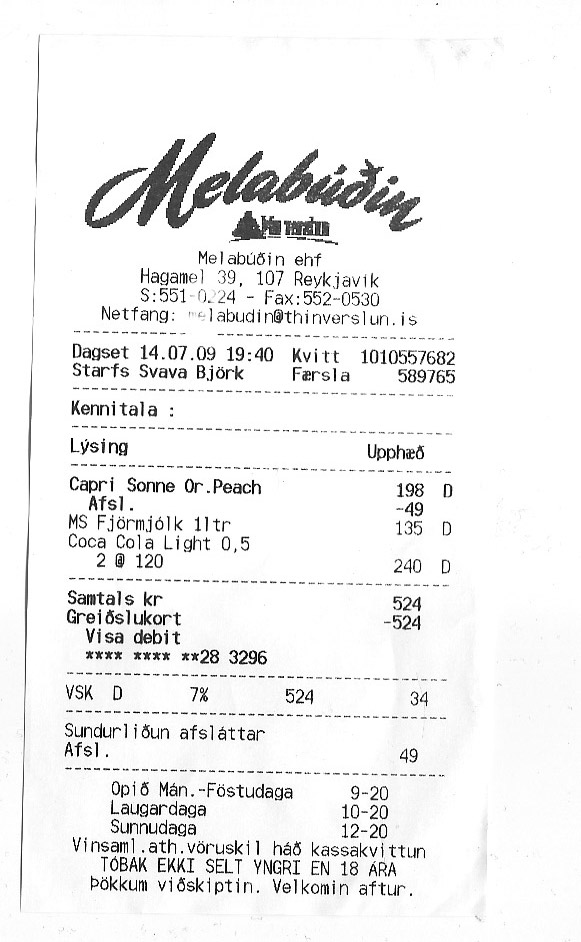 Melabúðin
Þín verslun
Melabúðin ehf
Hagamel 39, 107 Reykjavik
S:551-0224 - Fax:552-0530
Netfang: melabudin@thinverslun.is
Dagset 14.07.09 19:40 Kvitt 1010557682
Starfs Svava Björk Færsla 589765
Kennitala :
Lýsing Upphæð
Capri Sonne Or.Peach 198 D
Afsl. -49
MS Fjörmjólk 1ltr 135 D
Coca Cola Light 0,5
2 @ 120 240 D
Samtals kr 524
Greiðslukort -524
Visa debit
**** **** **28 3296
VSK D 7% 524 34
Sundurliðun afsláttar
Afsl. 49
Opið Mán.-Föstudaga 9-20
Laugardaga 10-20
Sunnudaga 12-20
Vinsaml.ath.vöruskil háð kassakvittun
TÓBAK EKKI SELT YNGRI EN 18 ÁRA
Þökkum viðskiptin. Velkomin aftur.